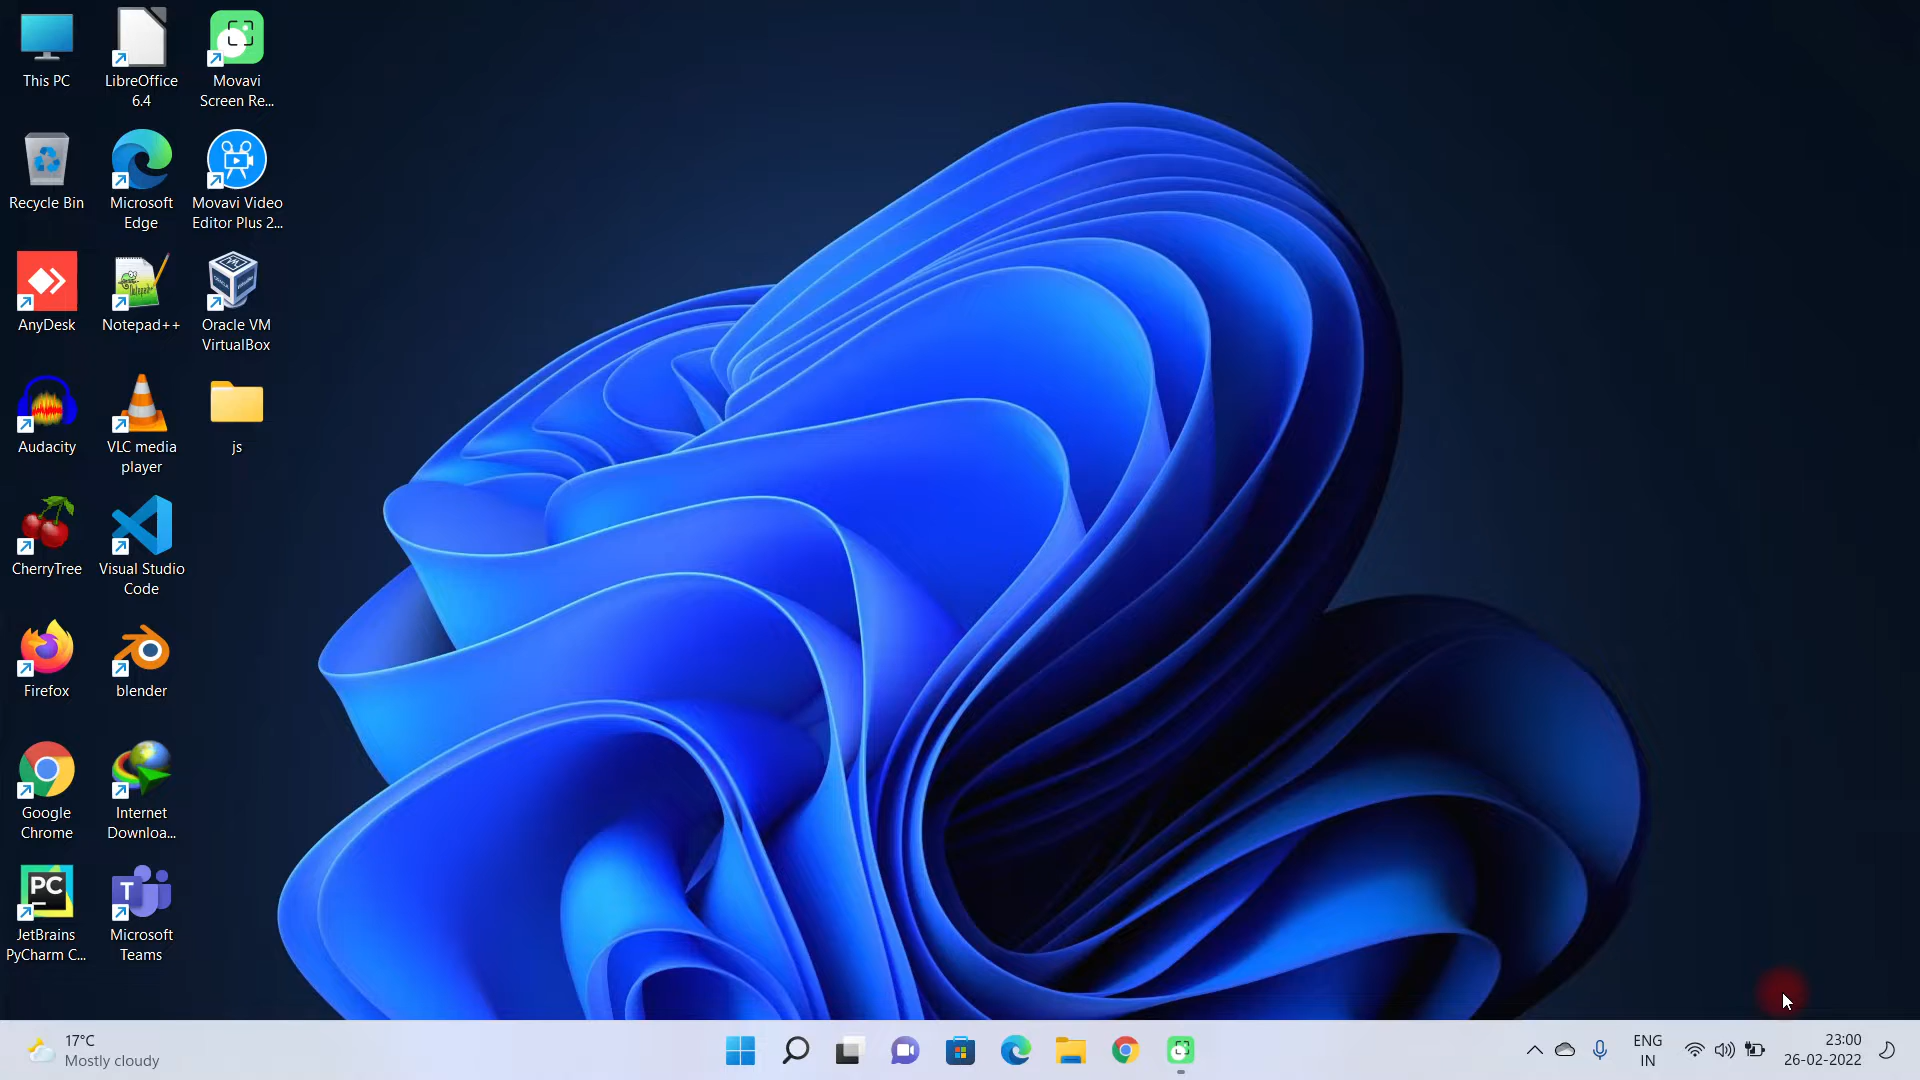 This PC
LibreOffice
6.4
Movavi
Screen Re...
Recycle Bin
Microsoft
Edge
Movavi Video
Editor Plus 2...
AnyDesk
Notepad++
Oracle VM
VirtualBox
Audacity
VLC media
player
js
CherryTree
Visual Studio
Code
Firefox
blender
Google
Chrome
Internet
Downloa...
PC
JetBrains
PyCharm C...
T
Microsoft
Teams
17°C
Mostly cloudy
ENG
IN
23:00
26-02-2022